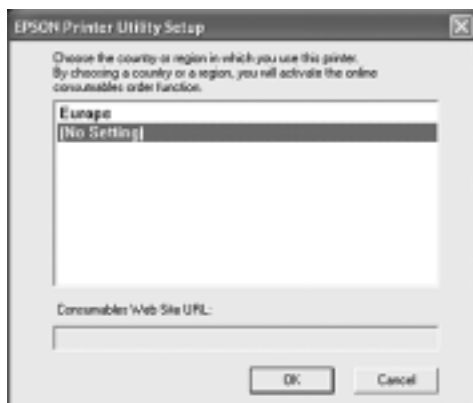 EPSON Printer Utility Setup
Choose the country or region in which you use this printer.
By choosing a country or a region, you will activate the online
consumables order function.
Europe
[No Setting]
Consumables Web Site URL:
OK
Cancel